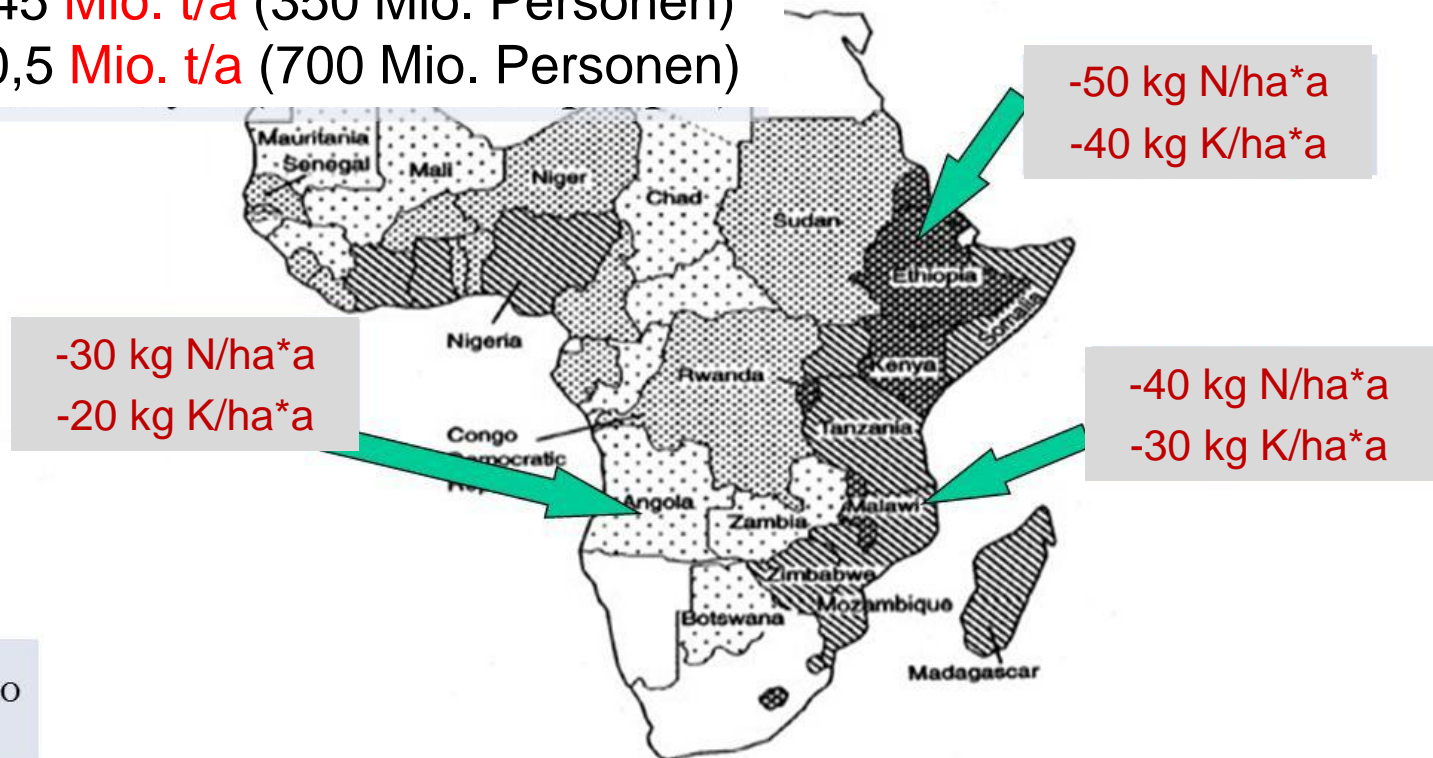 45 Mio. t/a (350 Mio. Personen)
0,5 Mio. t/a (700 Mio. Personen)
-50 kg N/ha*a
-40 kg K/ha*a
Mauritania
Senegal
Mali
Niger
Chad
Sudan
Ethiopia
Somalia
Nigeria
-30 kg N/ha*a
-20 kg K/ha*a
Rwanda
Kenya
-40 kg N/ha*a
-30 kg K/ha*a
Congo
Democratic
Tanzania
Angola
Zambia
Malawi
Zimbabwe
Mozambique
Botswana
Madagascar
o